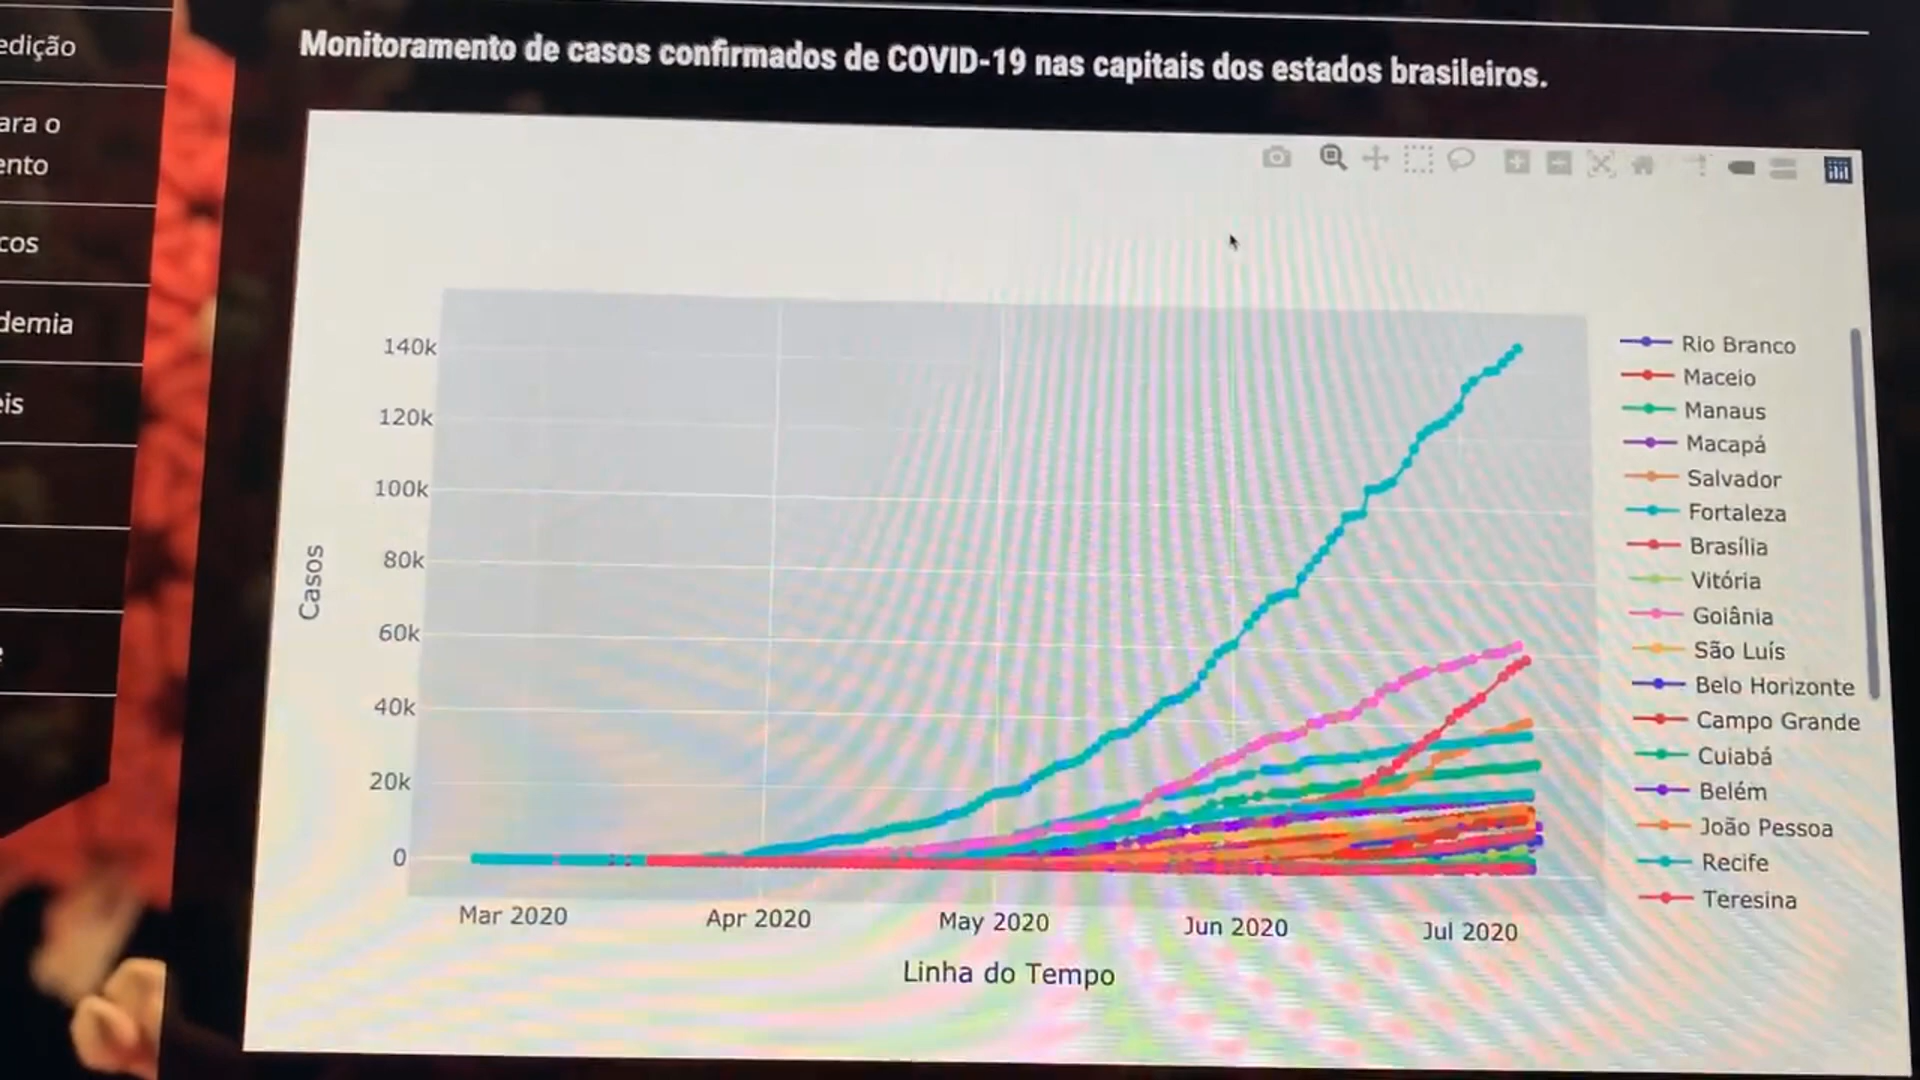 edição
ara o
ento
cos
demia
eis
e
Monitoramento de casos confirmados de COVID-19 nas capitais dos estados brasileiros.
140k
120k
100k
80k
60k
40k
20k
0
Casos
Mar 2020
Apr 2020
May 2020
Jun 2020
Jul 2020
Linha do Tempo
Rio Branco
Maceio
Manaus
Macapá
Salvador
Fortaleza
Brasília
Vitória
Goiânia
São Luís
Belo Horizonte
Campo Grande
Cuiabá
Belém
João Pessoa
Recife
Teresina